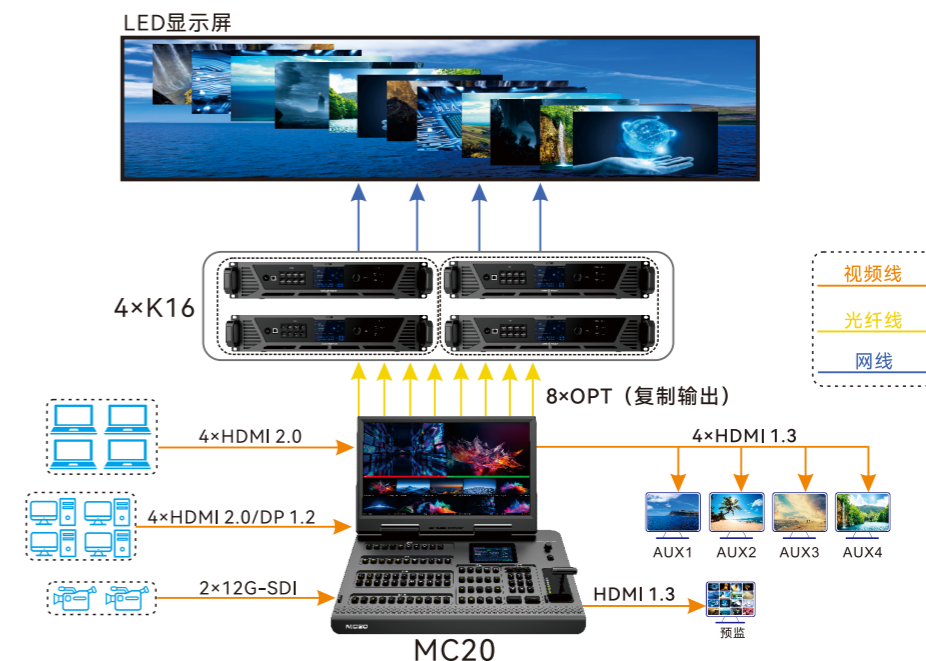 LED显示屏
4×K16
视频线
光纤线
网线
8×OPT（复制输出）
4×HDMI 2.0
4×HDMI 1.3
4×HDMI 2.0/DP 1.2
AUX1
AUX2
AUX3
AUX4
2×12G-SDI
HDMI 1.3
MC20
预监
MC20